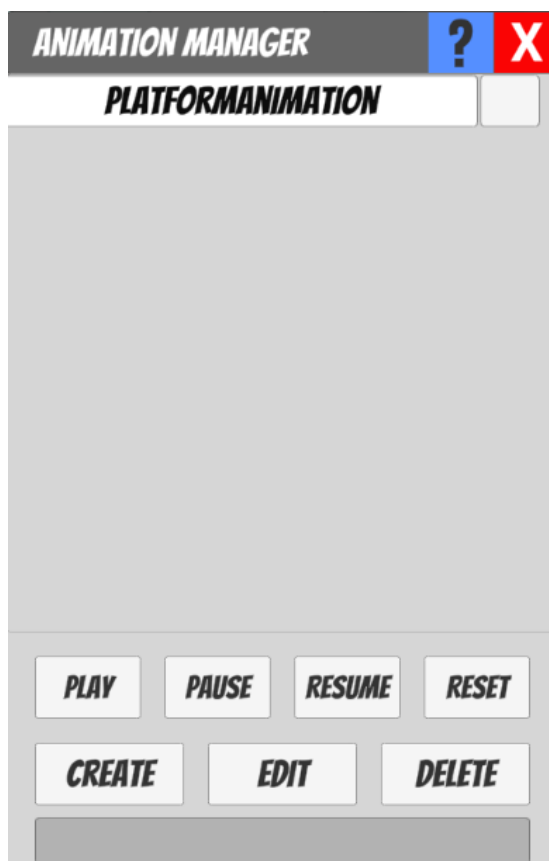 ANIMATION MANAGER ? X
PLATFORMANIMATION
PLAY PAUSE RESUME RESET
CREATE EDIT DELETE